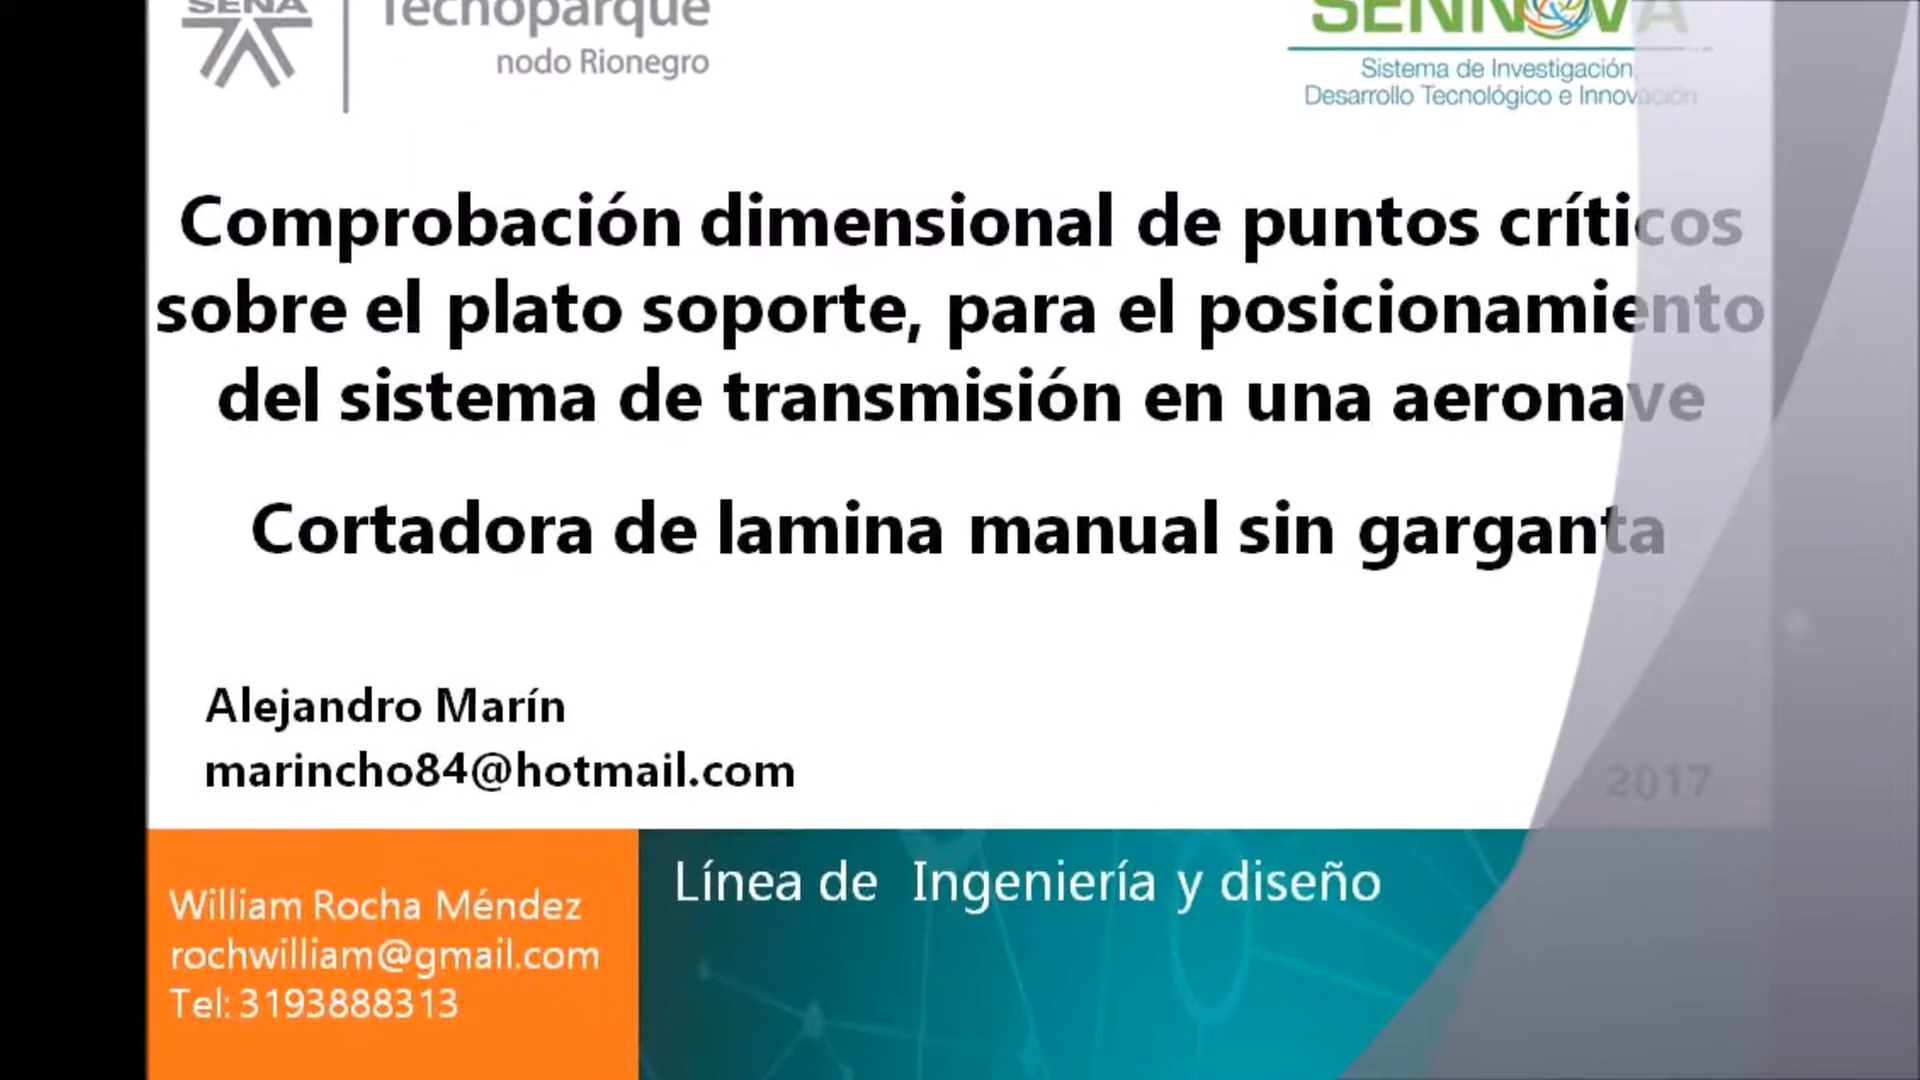 SENA
Tecnoparque
nodo Rionegro
SENNOVA
Sistema de Investigación
Desarrollo Tecnológico e Innovación
Comprobación dimensional de puntos críticos
sobre el plato soporte, para el posicionamiento
del sistema de transmisión en una aeronave
Cortadora de lamina manual sin garganta
Alejandro Marín
marincho84@hotmail.com
2017
William Rocha Méndez
rochwilliam@gmail.com
Tel: 3193888313
Línea de Ingeniería y diseño